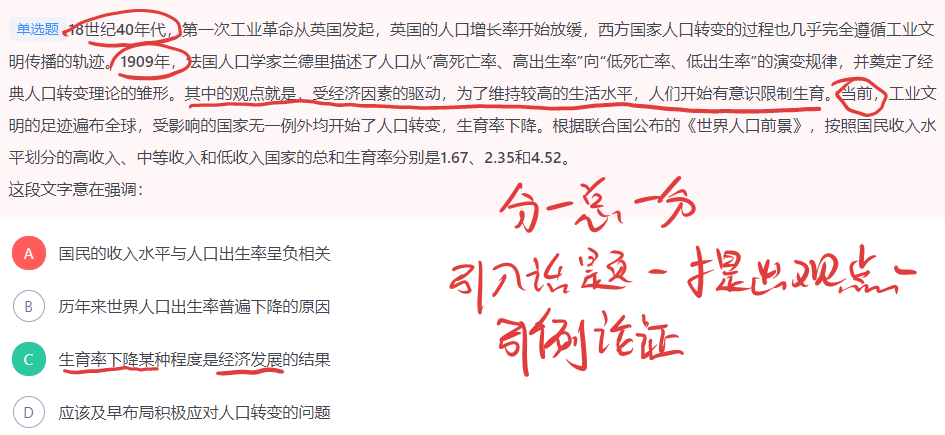 单选题 18世纪40年代，第一次工业革命从英国发起，英国的人口增长率开始放缓，西方国家人口转变的过程也几乎完全遵循工业文
明传播的轨迹。1909年，法国人口学家兰德里描述了人口从“高死亡率、高出生率”向“低死亡率、低出生率”的演变规律，并奠定了经
典人口转变理论的雏形。其中的观点就是，受经济因素的驱动，为了维持较高的生活水平，人们开始有意识限制生育。当前，工业文
明的足迹遍布全球，受影响的国家无一例外均开始了人口转变，生育率下降。根据联合国公布的《世界人口前景》，按照国民收入水
平划分的高收入、中等收入和低收入国家的总和生育率分别是1.67、2.35和4.52。
这段文字意在强调：
分一总一分
引入话题一提出观点一
引例论证
A 国民的收入水平与人口出生率呈负相关
B 历年来世界人口出生率普遍下降的原因
C 生育率下降某种程度是经济发展的结果
D 应该及早布局积极应对人口转变的问题